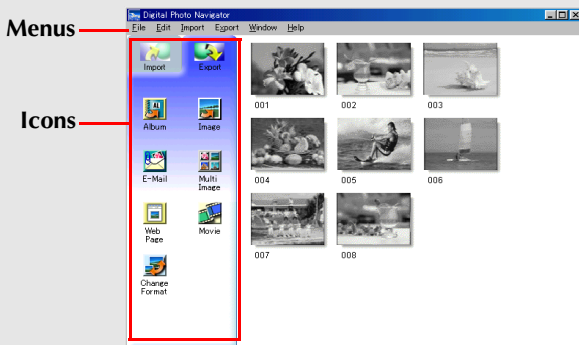 Digital Photo Navigator
Menus
File Edit Import Export Window Help
Import Export
001 002 003
Icons
Album Image
E-Mail Multi Image
004 005 006
Web Page Movie
007 008
Change Format